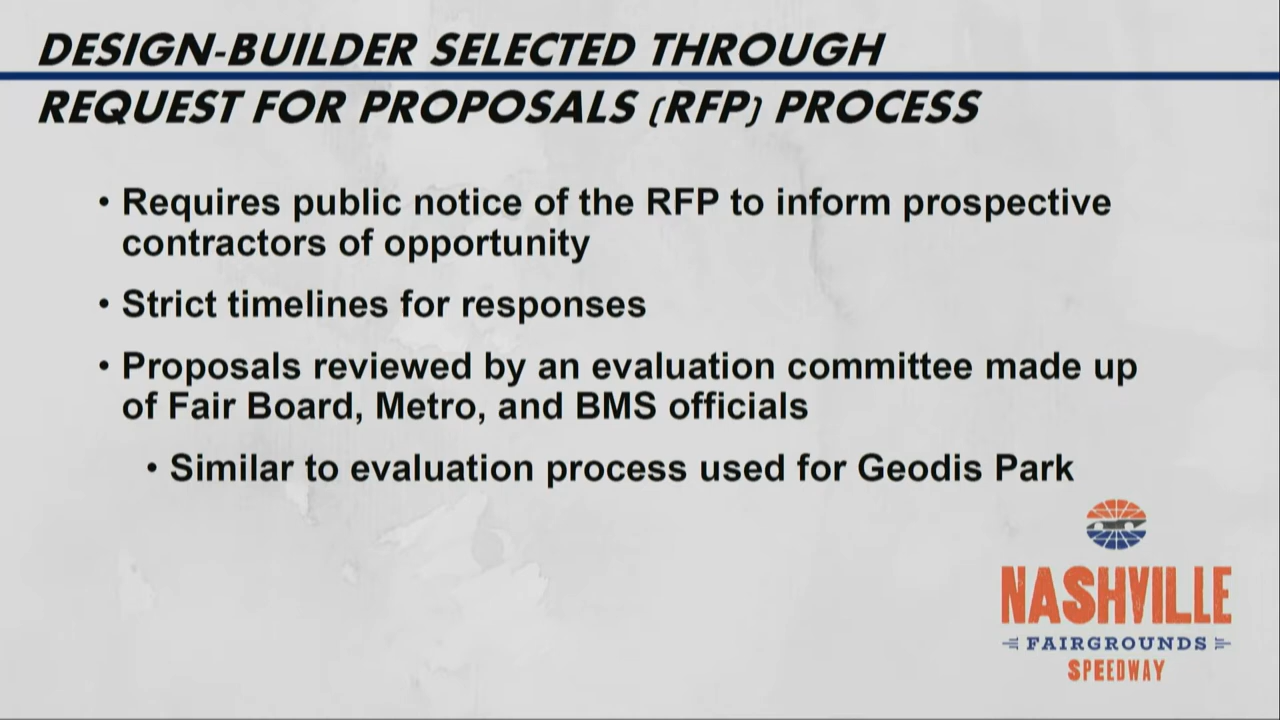 DESIGN-BUILDER SELECTED THROUGH
REQUEST FOR PROPOSALS (RFP) PROCESS
• Requires public notice of the RFP to inform prospective
contractors of opportunity
• Strict timelines for responses
• Proposals reviewed by an evaluation committee made up
of Fair Board, Metro, and BMS officials
• Similar to evaluation process used for Geodis Park
NASHVILLE
FAIRGROUNDS
SPEEDWAY